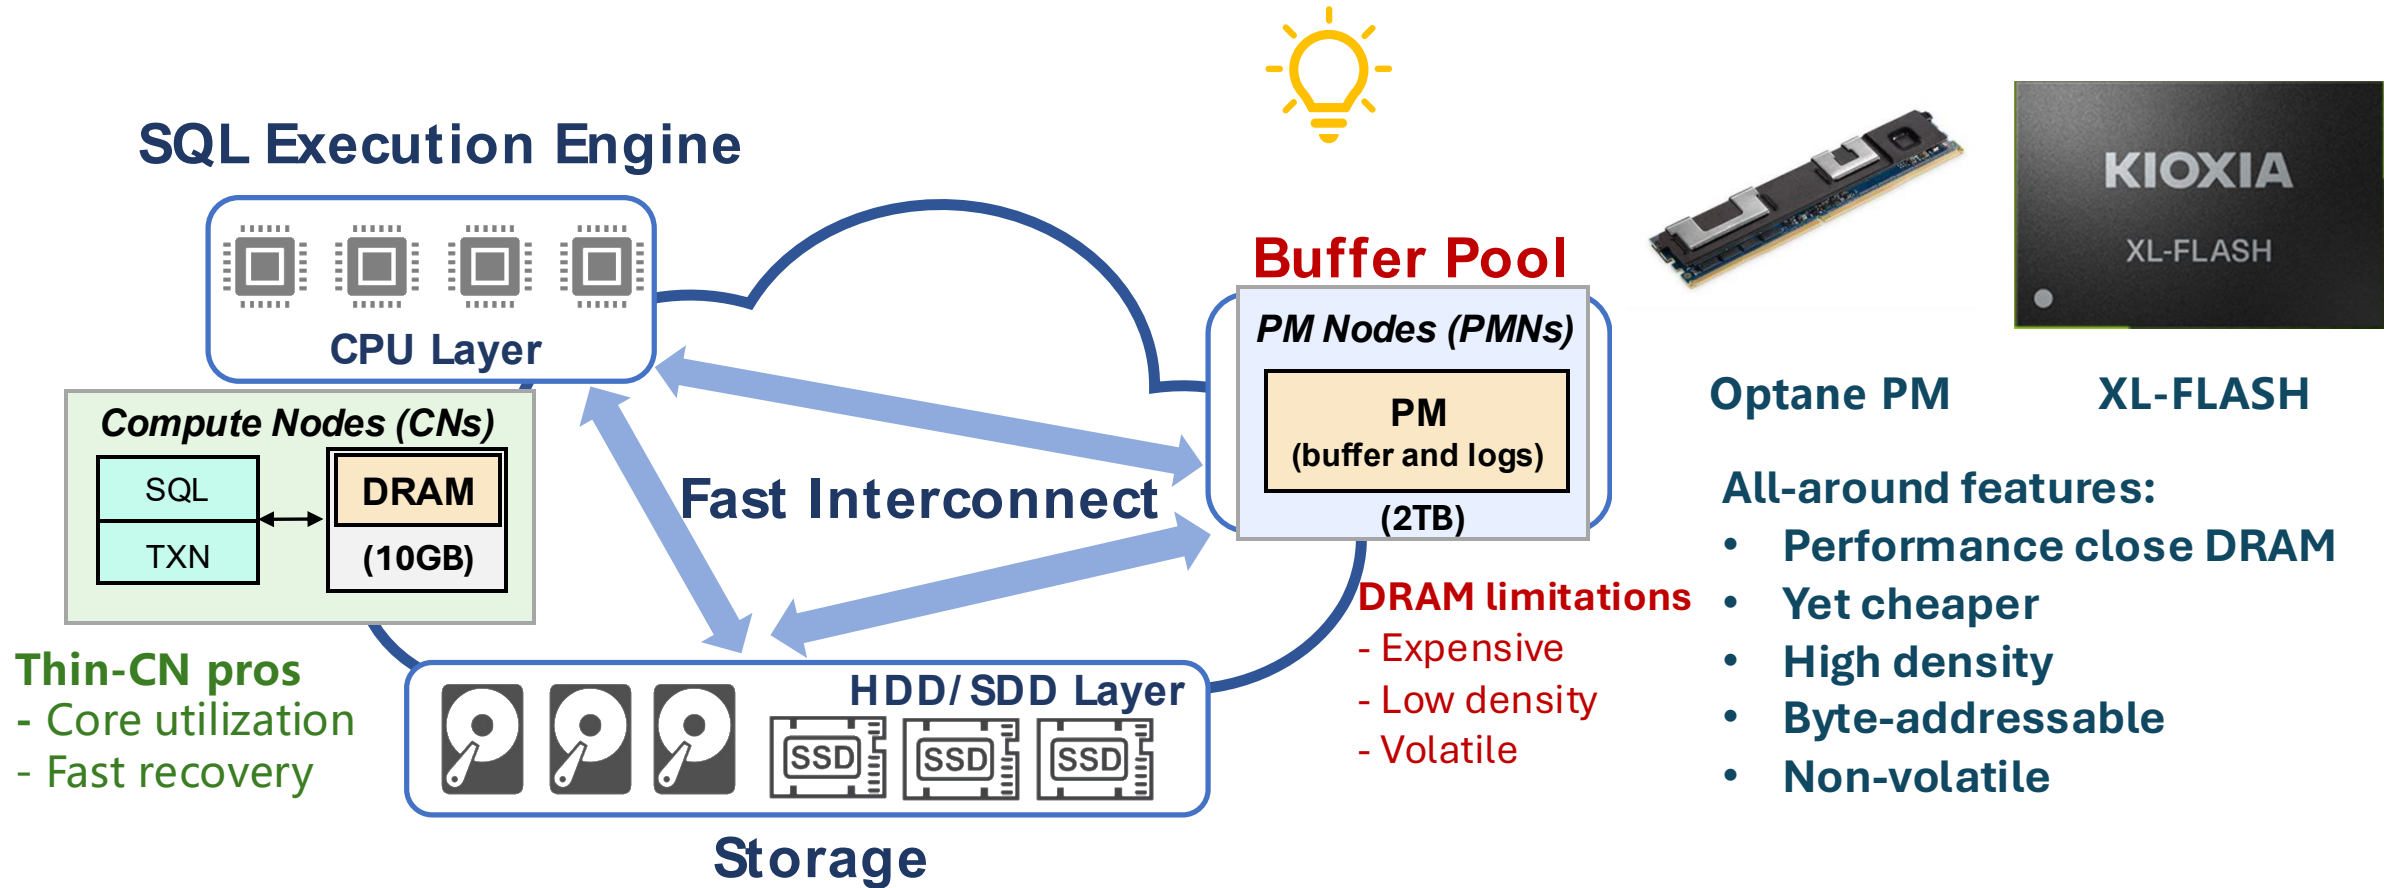 SQL Execution Engine
CPU Layer
Compute Nodes (CNs)
SQL
TXN
DRAM
(10GB)
Thin-CN pros
- Core utilization
- Fast recovery
Fast Interconnect
Buffer Pool
PM Nodes (PMNs)
PM
(buffer and logs)
(2TB)
DRAM limitations
- Expensive
- Low density
- Volatile
HDD/SDD Layer
SSD
SSD
SSD
Storage
KIOXIA
XL-FLASH
Optane PM
XL-FLASH
All-around features:
• Performance close DRAM
• Yet cheaper
• High density
• Byte-addressable
• Non-volatile